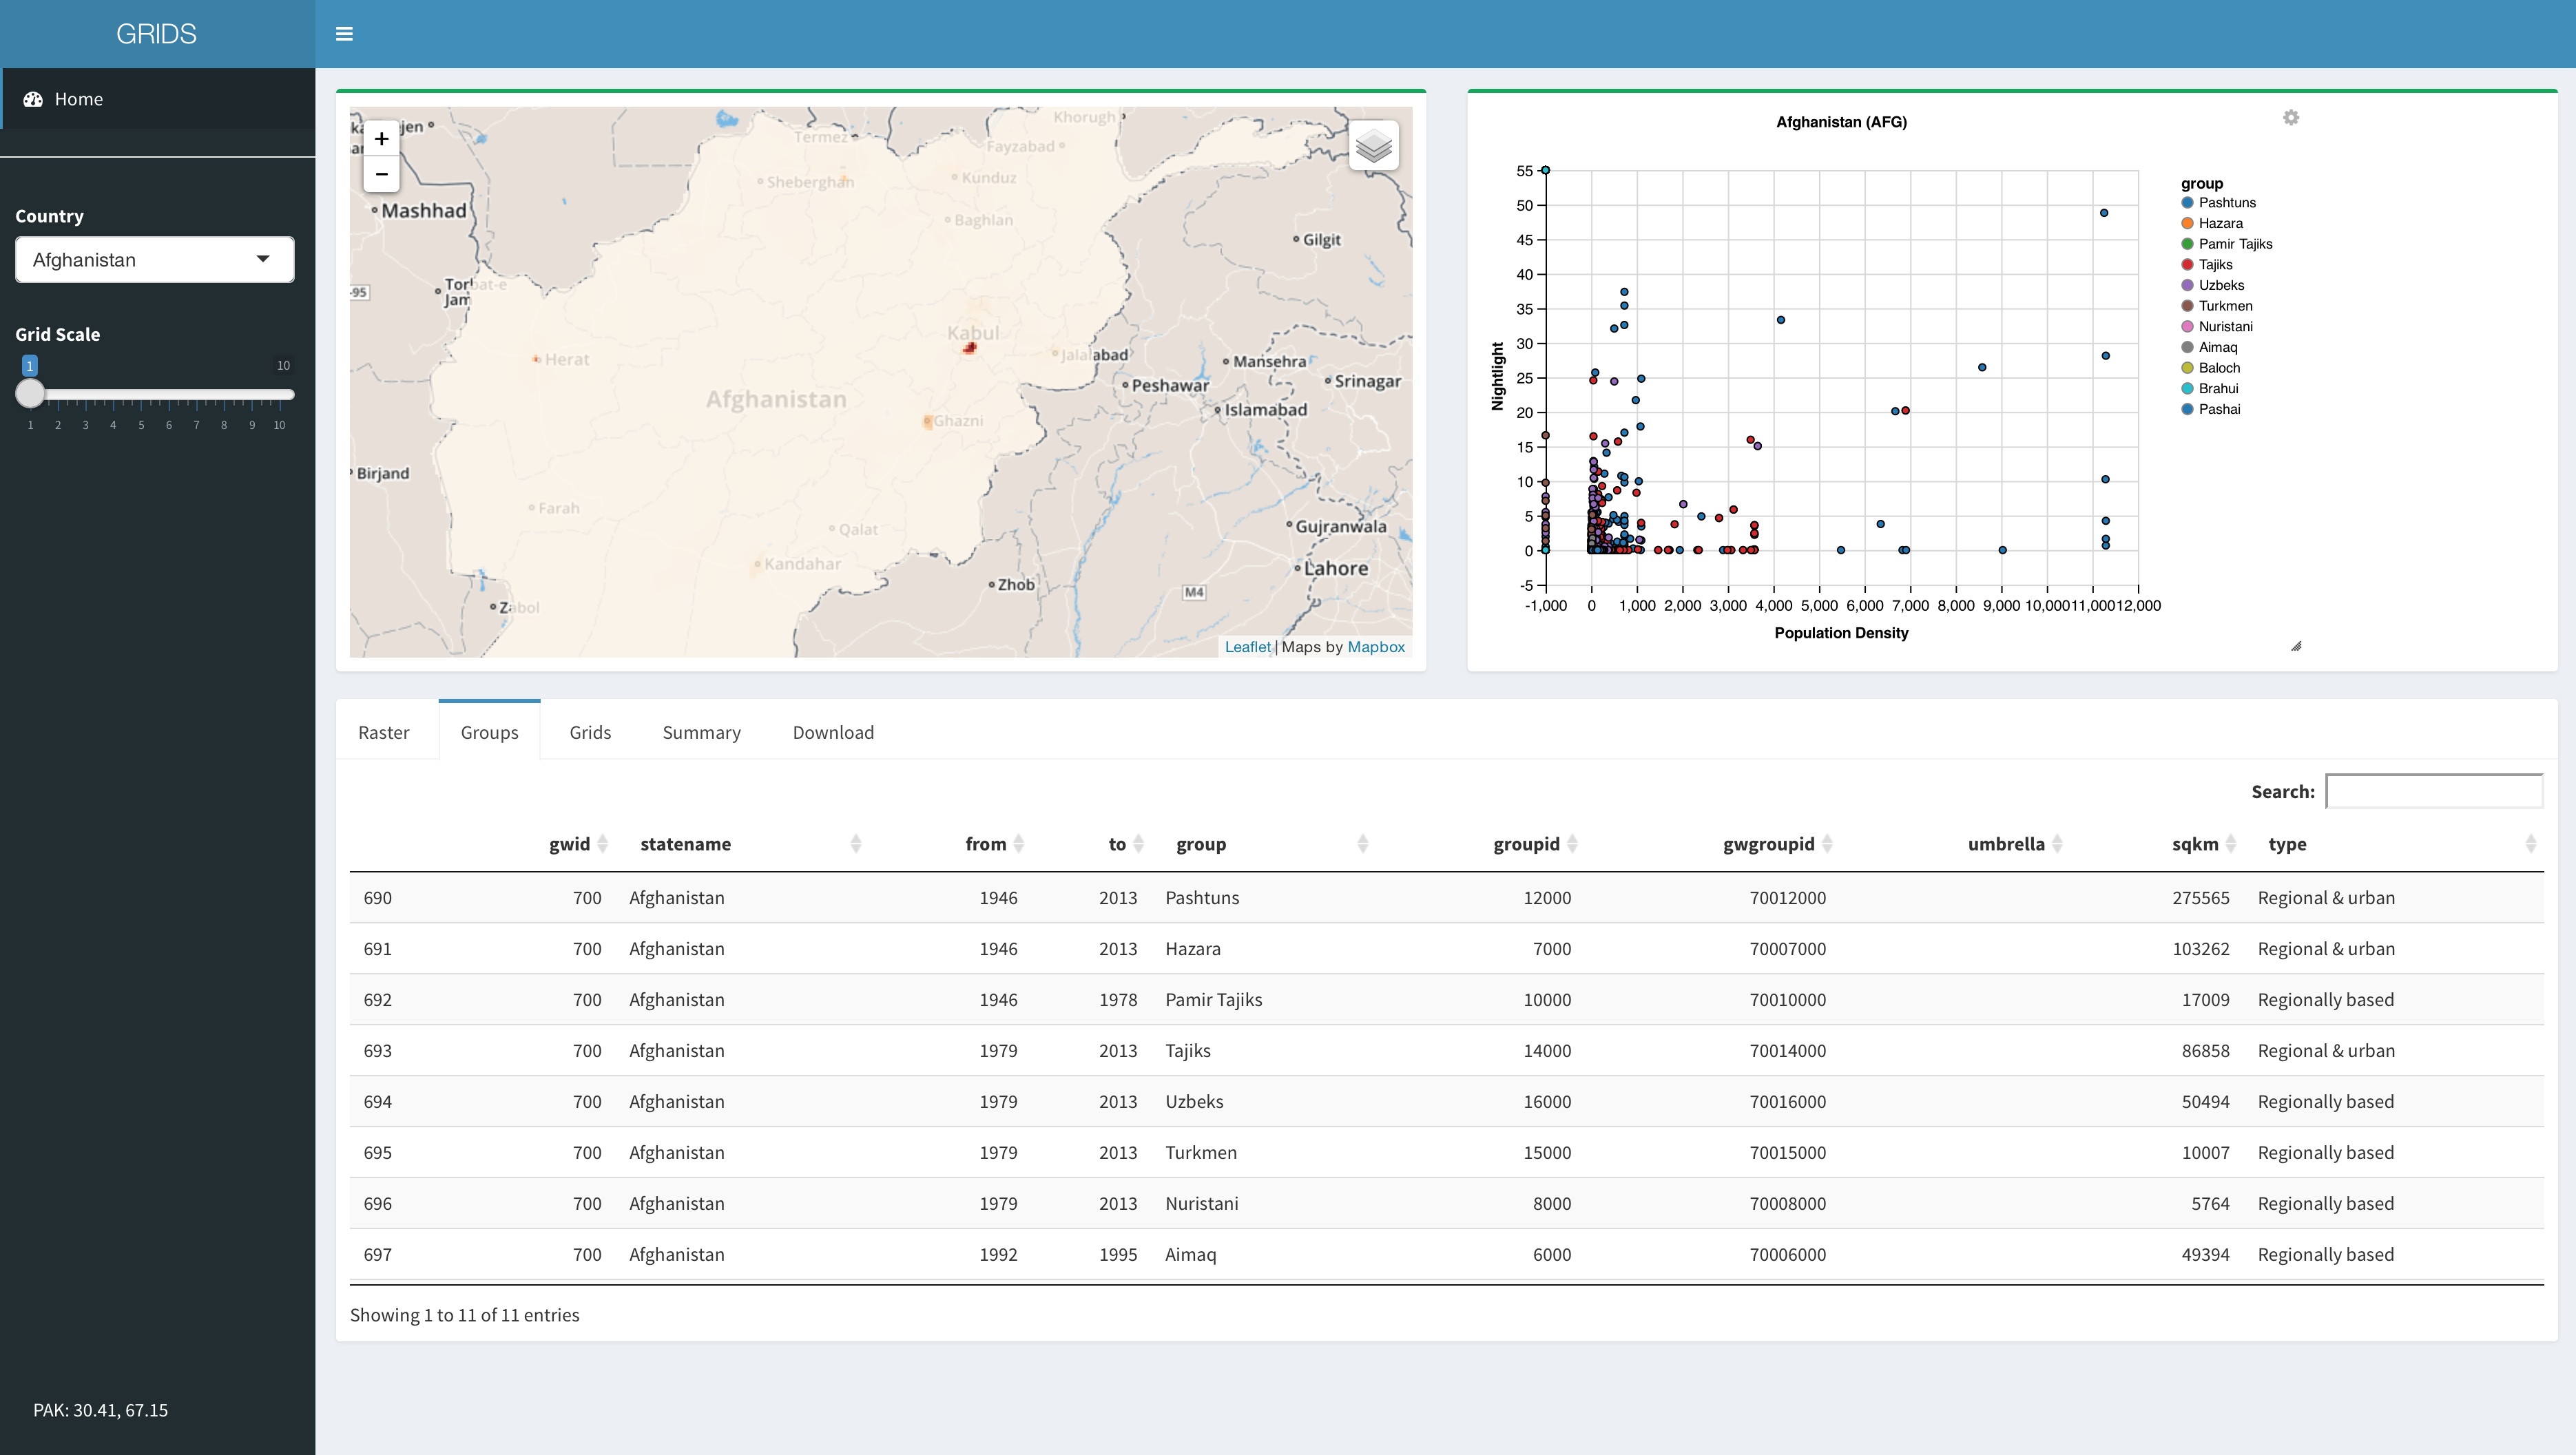 GRIDS
Home
Country
Afghanistan
Grid Scale
1 10
1 2 3 4 5 6 7 8 9 10
PAK: 30.41, 67.15
+
−
jen
Termez
Khorugh
Fayzabad
Sheberghan
Kunduz
Mashhad
Baghlan
Gilgit
Torbat-e
Jam
95
Kabul
Herat
Jalalabad
Mansehra
Peshawar
Srinagar
Afghanistan
Islamabad
Ghazni
Birjand
Farah
Qalat
Gujranwala
Kandahar
Lahore
Zhob
M4
Zabol
Leaflet | Maps by Mapbox
Afghanistan (AFG)
55
50
45
40
35
30
25
20
15
10
5
0
-5
Nightlight
-1,000 0 1,000 2,000 3,000 4,000 5,000 6,000 7,000 8,000 9,000 10,000 11,000 12,000
Population Density
group
Pashtuns
Hazara
Pamir Tajiks
Tajiks
Uzbeks
Turkmen
Nuristani
Aimaq
Baloch
Brahui
Pashai
Raster Groups Grids Summary Download
Search:
gwid statename from to group groupid gwgroupid umbrella sqkm type
690 700 Afghanistan 1946 2013 Pashtuns 12000 70012000 275565 Regional & urban
691 700 Afghanistan 1946 2013 Hazara 7000 70007000 103262 Regional & urban
692 700 Afghanistan 1946 1978 Pamir Tajiks 10000 70010000 17009 Regionally based
693 700 Afghanistan 1979 2013 Tajiks 14000 70014000 86858 Regional & urban
694 700 Afghanistan 1979 2013 Uzbeks 16000 70016000 50494 Regionally based
695 700 Afghanistan 1979 2013 Turkmen 15000 70015000 10007 Regionally based
696 700 Afghanistan 1979 2013 Nuristani 8000 70008000 5764 Regionally based
697 700 Afghanistan 1992 1995 Aimaq 6000 70006000 49394 Regionally based
Showing 1 to 11 of 11 entries